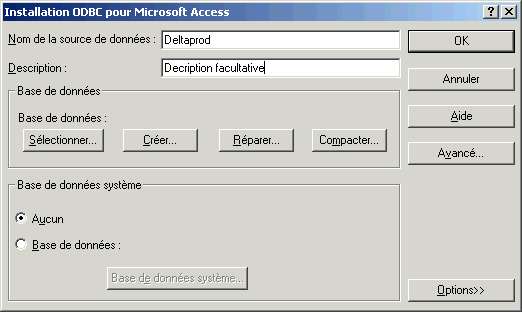 Installation ODBC pour Microsoft Access
Nom de la source de données : Deltaprod OK
Description : Decription facultative
Annuler
Base de données
Base de données :
Aide
Sélectionner... Créer... Réparer... Compacter...
Avancé...
Base de données système
Aucun
Base de données :
Base de données système...
Options>>